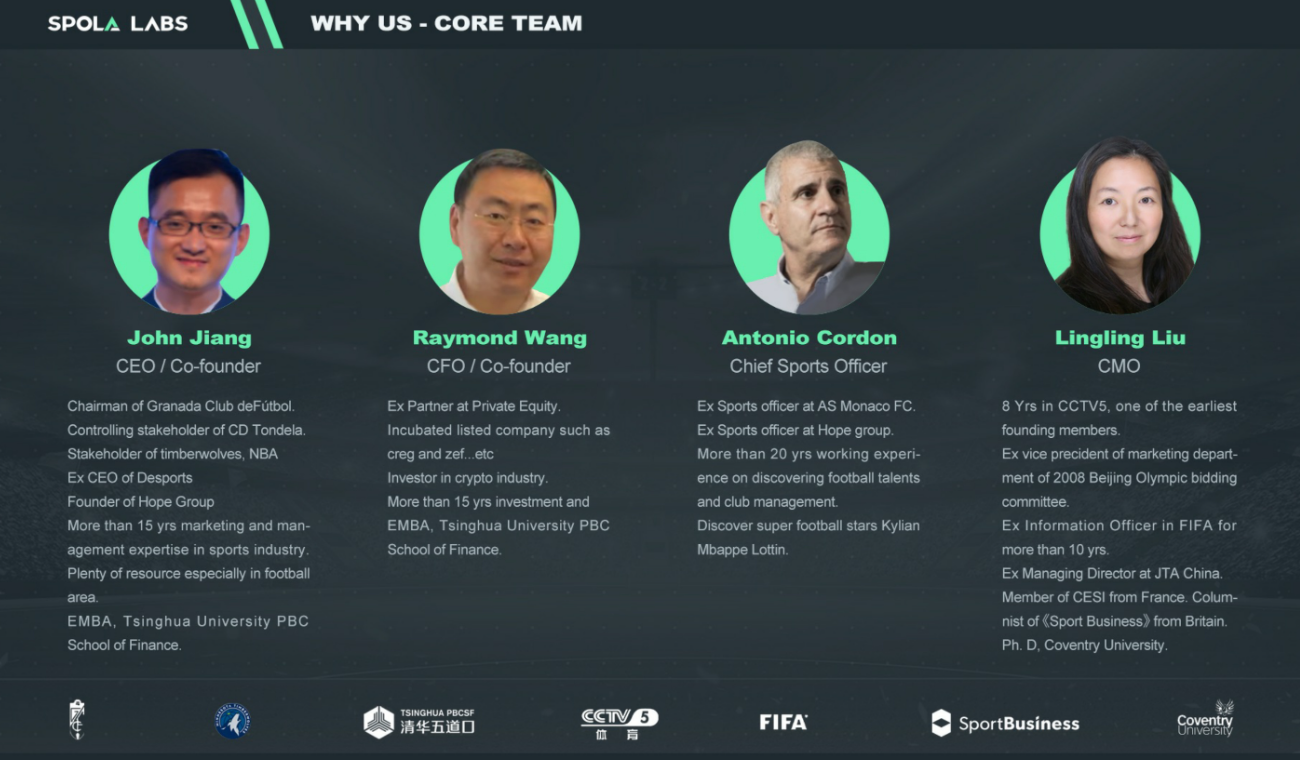 SPOLA LABS
WHY US - CORE TEAM
John Jiang
CEO / Co-founder
Chairman of Granada Club deFútbol.
Controlling stakeholder of CD Tondela.
Stakeholder of timberwolves, NBA
Ex CEO of Desports
Founder of Hope Group
More than 15 yrs marketing and man-
agement expertise in sports industry.
Plenty of resource especially in football
area.
EMBA, Tsinghua University PBC
School of Finance.
Raymond Wang
CFO / Co-founder
Ex Partner at Private Equity.
Incubated listed company such as
creg and zef...etc
Investor in crypto industry.
More than 15 yrs investment and
EMBA, Tsinghua University PBC
School of Finance.
Antonio Cordon
Chief Sports Officer
Ex Sports officer at AS Monaco FC.
Ex Sports officer at Hope group.
More than 20 yrs working experi-
ence on discovering football talents
and club management.
Discover super football stars Kylian
Mbappe Lottin.
Lingling Liu
CMO
8 Yrs in CCTV5, one of the earliest
founding members.
Ex vice precident of marketing depart-
ment of 2008 Beijing Olympic bidding
committee.
Ex Information Officer in FIFA for
more than 10 yrs.
Ex Managing Director at JTA China.
Member of CESI from France. Colum-
nist of《Sport Business》from Britain.
Ph. D, Coventry University.
TSINGHUA PBCSF
清华五道口
CCTV 5
体育
FIFA
SportBusiness
Coventry
University